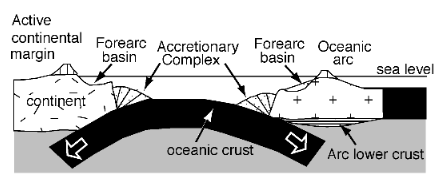 Active
continental
margin
Forearc
basin
Accretionary
Complex
Forearc
basin
Oceanic
arc
sea level
continent
oceanic crust
Arc lower crust